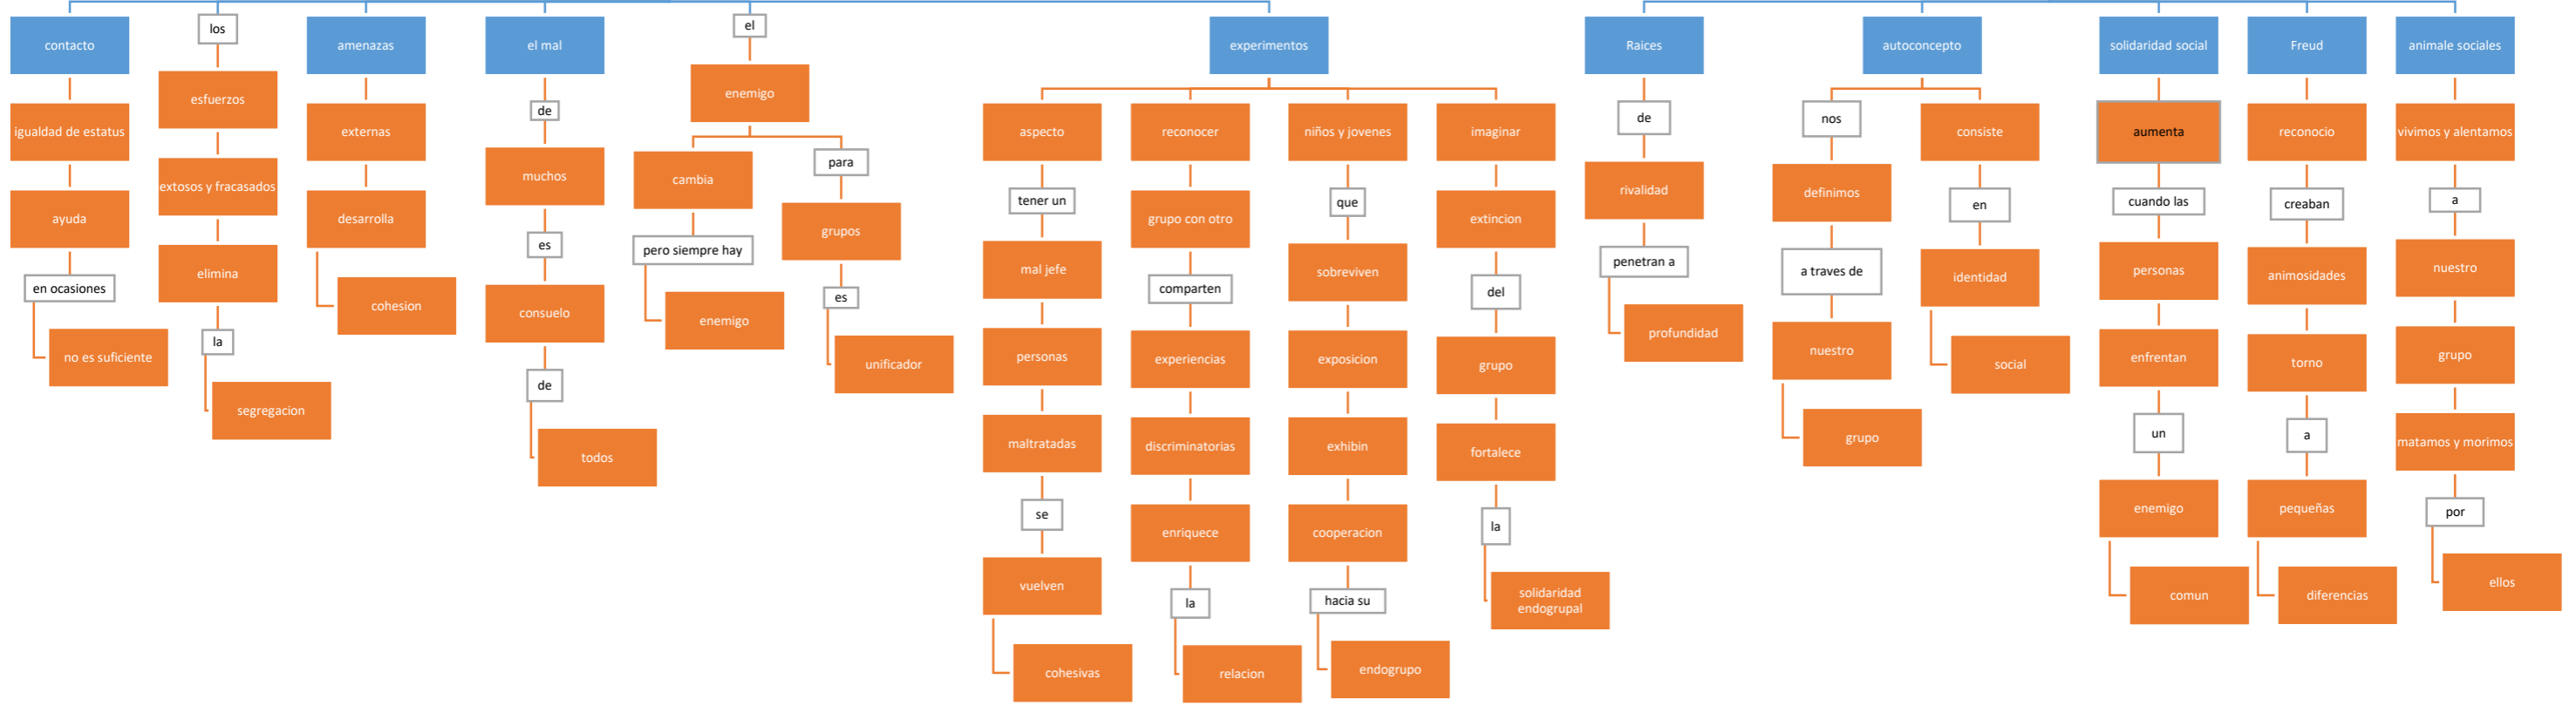 contacto
igualdad de estatus
ayuda
en ocasiones
no es suficiente
los
esfuerzos
extosos y fracasados
elimina
la
segregacion
amenazas
externas
desarrolla
cohesion
el mal
de
muchos
es
consuelo
de
todos
el
enemigo
cambia
pero siempre hay
enemigo
para
grupos
es
unificador
experimentos
aspecto
tener un
mal jefe
personas
maltratadas
se
vuelven
cohesivas
reconocer
grupo con otro
comparten
experiencias
discriminatorias
enriquece
la
relacion
niños y jovenes
que
sobreviven
exposicion
exhibin
cooperacion
hacia su
endogrupo
imaginar
extincion
del
grupo
fortalece
la
solidaridad
endogrupal
Raices
de
rivalidad
penetran a
profundidad
autoconcepto
nos
definimos
a traves de
nuestro
grupo
consiste
en
identidad
social
solidaridad social
aumenta
cuando las
personas
enfrentan
un
enemigo
comun
Freud
reconocio
creaban
animosidades
torno
a
pequeñas
diferencias
animale sociales
vivimos y alentamos
a
nuestro
grupo
matamos y morimos
por
ellos